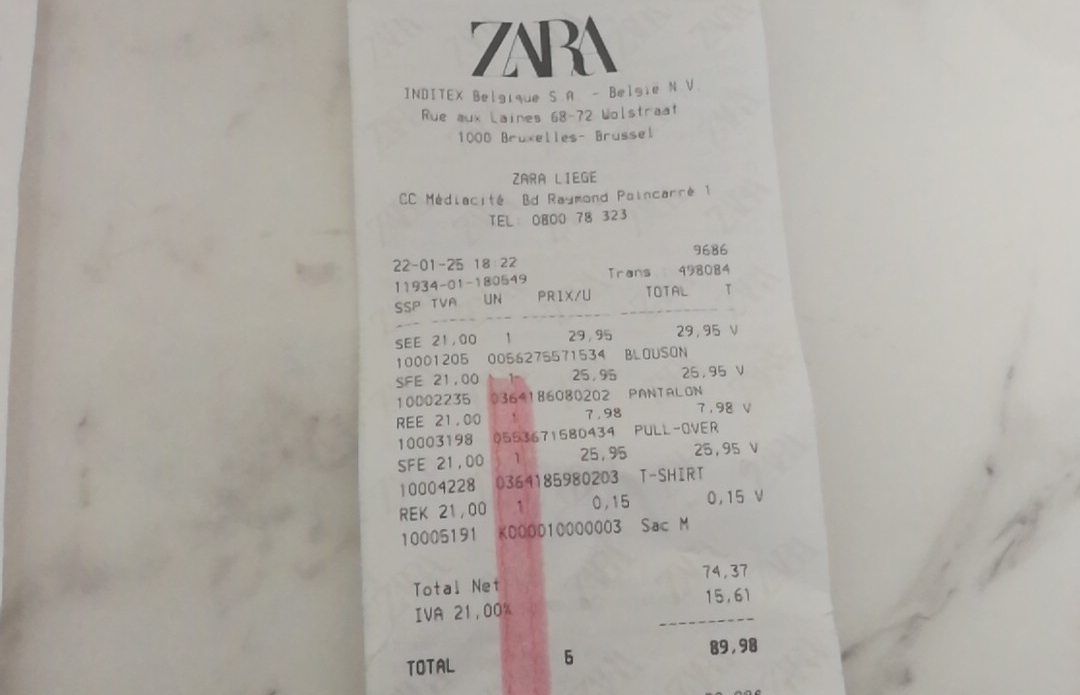 ZARA
INDITEX Belgique S A - Belgie N V.
Rue aux Laines 68-72 Wolstraat
1000 Bruxelles- Brussel
ZARA LIEGE
CC Médiacité Bd Raymond Poincarré 1
TEL: 0800 78 323
9686
22-01-25 18:22
Trans 498084
11934-01-180549
SSP TVA UN PRIX/U TOTAL T
SEE 21,00 1 29,95 29,95 V
10001205 0056275571534 BLOUSON
SFE 21,00 1 25,95 25,95 V
10002235 0364186080202 PANTALON
REE 21,00 1 7,98 7,98 V
10003198 0553671580434 PULL-OVER
SFE 21,00 1 25,95 25,95 V
10004228 0364185980203 T-SHIRT
REK 21,00 1 0,15 0,15 V
10005191 K000010000003 Sac M
Total Net 74,37
IVA 21,00% 15,61
TOTAL 5 89,98